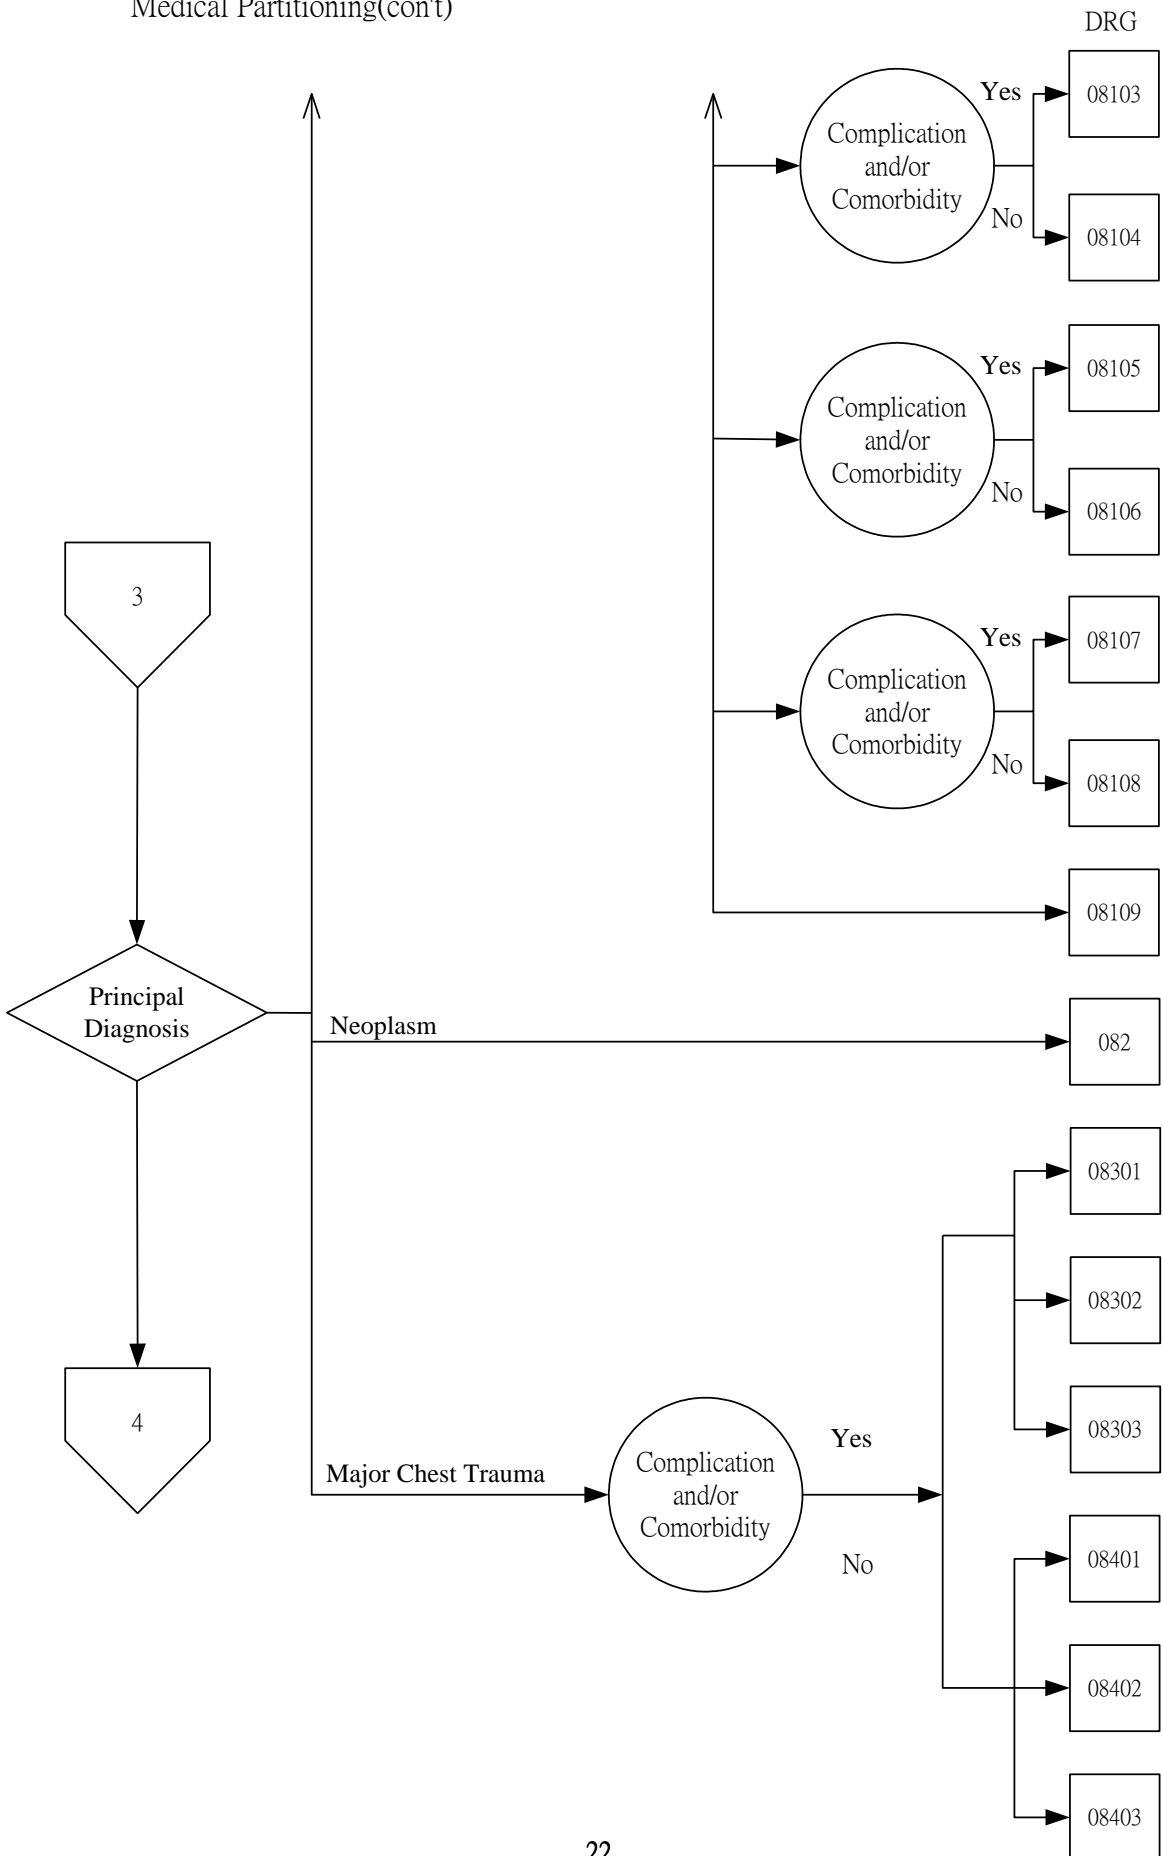 Medical Partitioning(con't)
DRG
Complication
and/or
Comorbidity
Yes
08103
No
08104
Complication
and/or
Comorbidity
Yes
08105
No
08106
3
Complication
and/or
Comorbidity
Yes
08107
No
08108
08109
Principal
Diagnosis
Neoplasm
082
08301
08302
08303
4
Major Chest Trauma
Complication
and/or
Comorbidity
Yes
No
08401
08402
08403
22